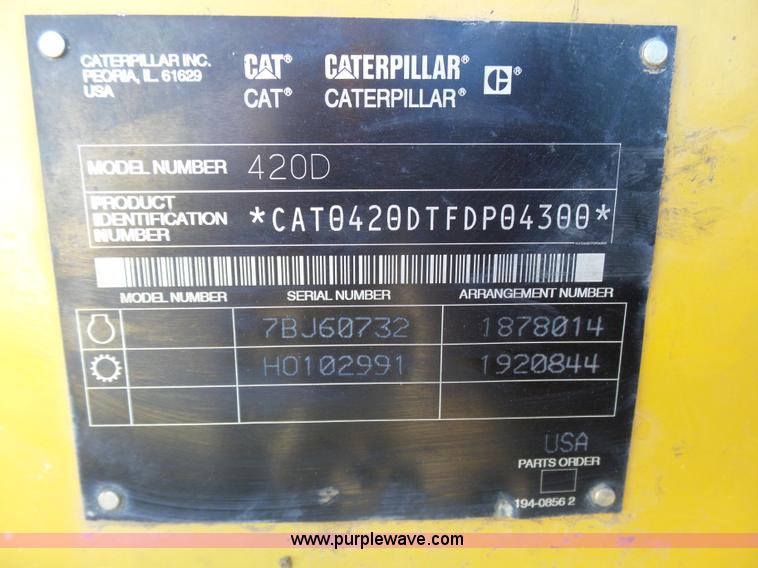 CATERPILLAR INC.
PEORIA, IL. 61629
USA
CAT® CATERPILLAR® ®
CAT® CATERPILLAR®
MODEL NUMBER 420D
PRODUCT
IDENTIFICATION
NUMBER
*CAT0420DTFDP04300*
MODEL NUMBER SERIAL NUMBER ARRANGEMENT NUMBER
7BJ60732 1878014
HO102991 1920844
USA
PARTS ORDER
194-0856 2
www.purplewave.com